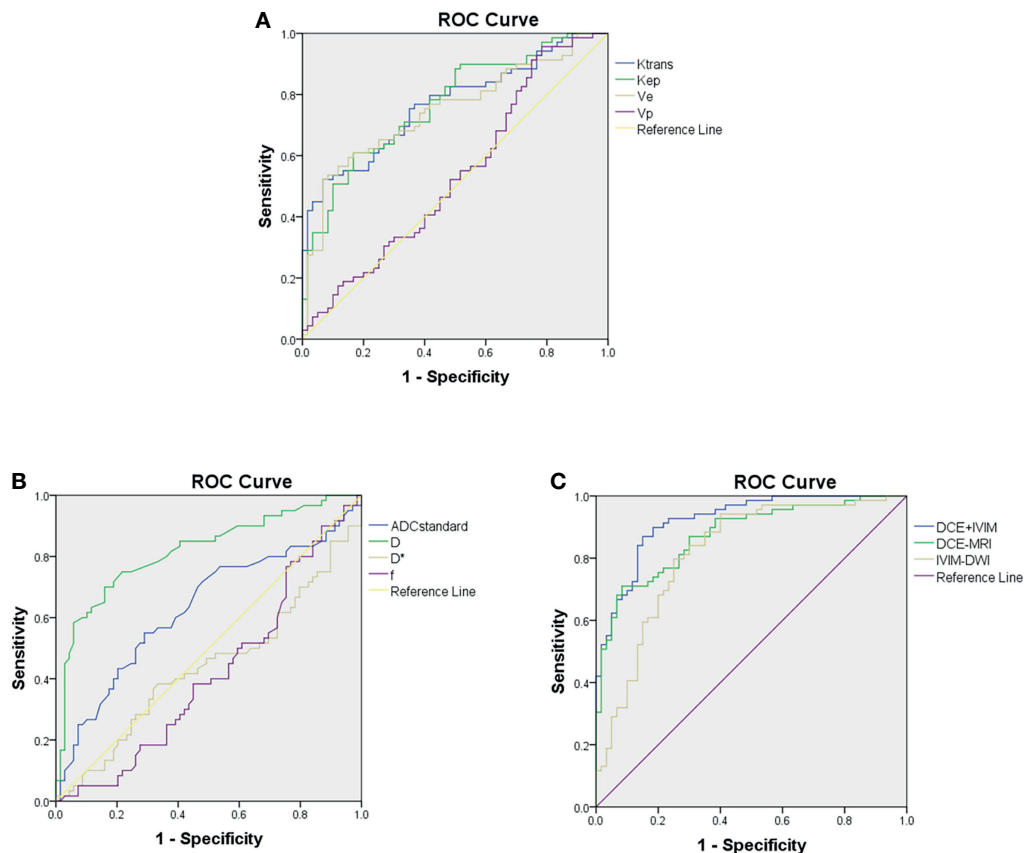 A
ROC Curve
Sensitivity
1.0
0.8
0.6
0.4
0.2
0.0
0.0 0.2 0.4 0.6 0.8 1.0
1 - Specificity
Ktrans
Kep
Ve
Vp
Reference Line
B
ROC Curve
Sensitivity
1.0
0.8
0.6
0.4
0.2
0.0
0.0 0.2 0.4 0.6 0.8 1.0
1 - Specificity
ADCstandard
D
D*
f
Reference Line
C
ROC Curve
Sensitivity
1.0
0.8
0.6
0.4
0.2
0.0
0.0 0.2 0.4 0.6 0.8 1.0
1 - Specificity
DCE+IVIM
DCE-MRI
IVIM-DWI
Reference Line